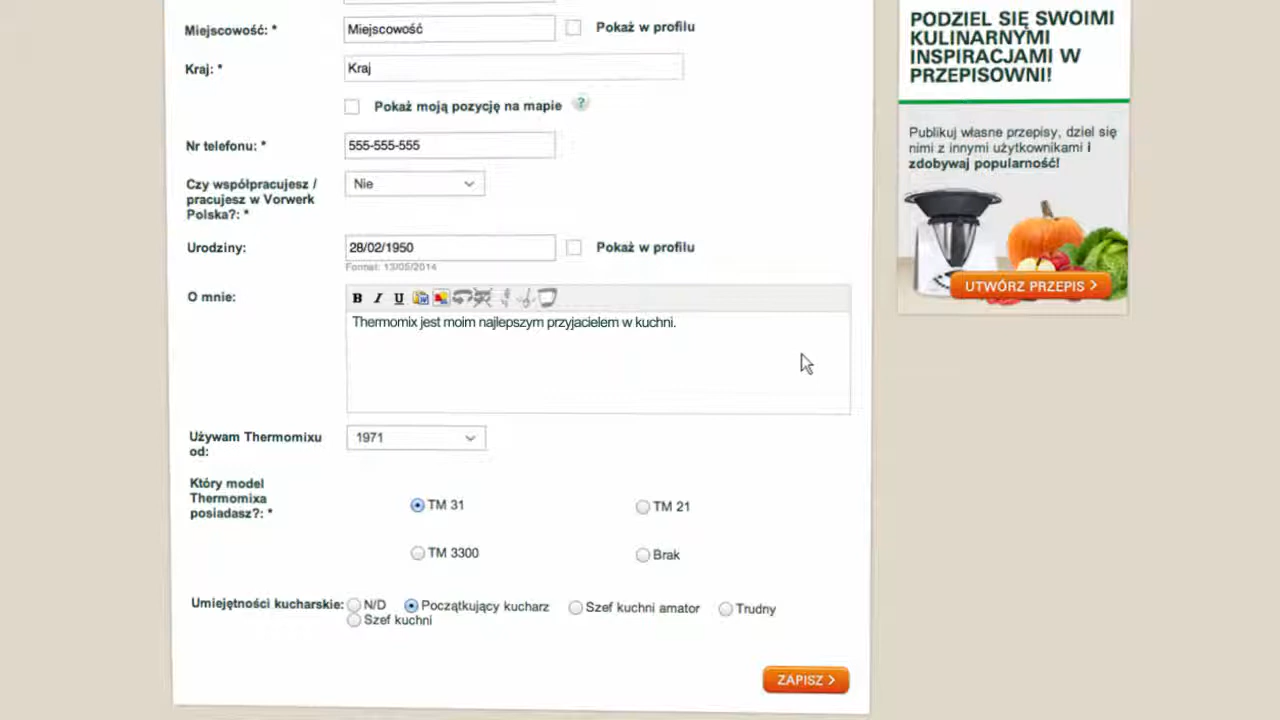 Miejscowość: *
Miejscowość
Pokaż w profilu
Kraj: *
Kraj
Pokaż moją pozycję na mapie
?
Nr telefonu: *
555-555-555
Czy współpracujesz /
pracujesz w Vorwerk
Polska?: *
Nie
Urodziny:
28/02/1950
Pokaż w profilu
Format: 13/05/2014
O mnie:
B I U
Thermomix jest moim najlepszym przyjacielem w kuchni.
Używam Thermomixu
od:
1971
Który model
Thermomixa
posiadasz?: *
TM 31
TM 21
TM 3300
Brak
Umiejętności kucharskie:
N/D
Początkujący kucharz
Szef kuchni amator
Trudny
Szef kuchni
ZAPISZ >
PODZIEL SIĘ SWOIMI
KULINARNYMI
INSPIRACJAMI W
PRZEPISOWNI!
Publikuj własne przepisy, dziel się
nimi z innymi użytkownikami i
zdobywaj popularność!
UTWÓRZ PRZEPIS >